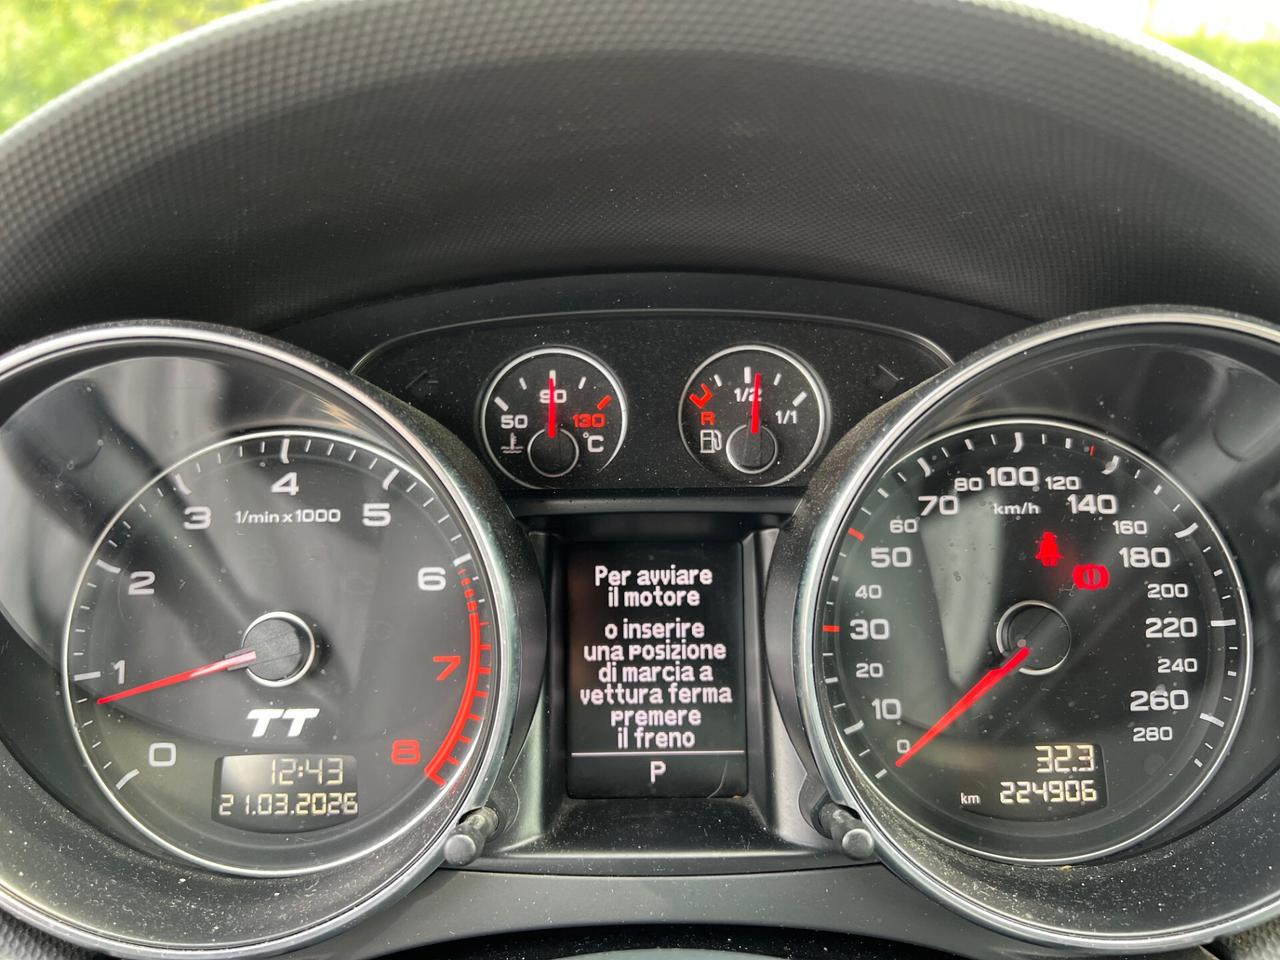 50
90
130
°C
R
1/2
1/1
0
1
2
3
4
5
6
7
8
1/min x 1000
TT
12:43
21.03.2026
Per avviare
il motore
o inserire
una posizione
di marcia a
vettura ferma
premere
il freno
P
0
10
20
30
40
50
60
70
80
100
120
140
160
180
200
220
240
260
280
km/h
32.3
km 224906